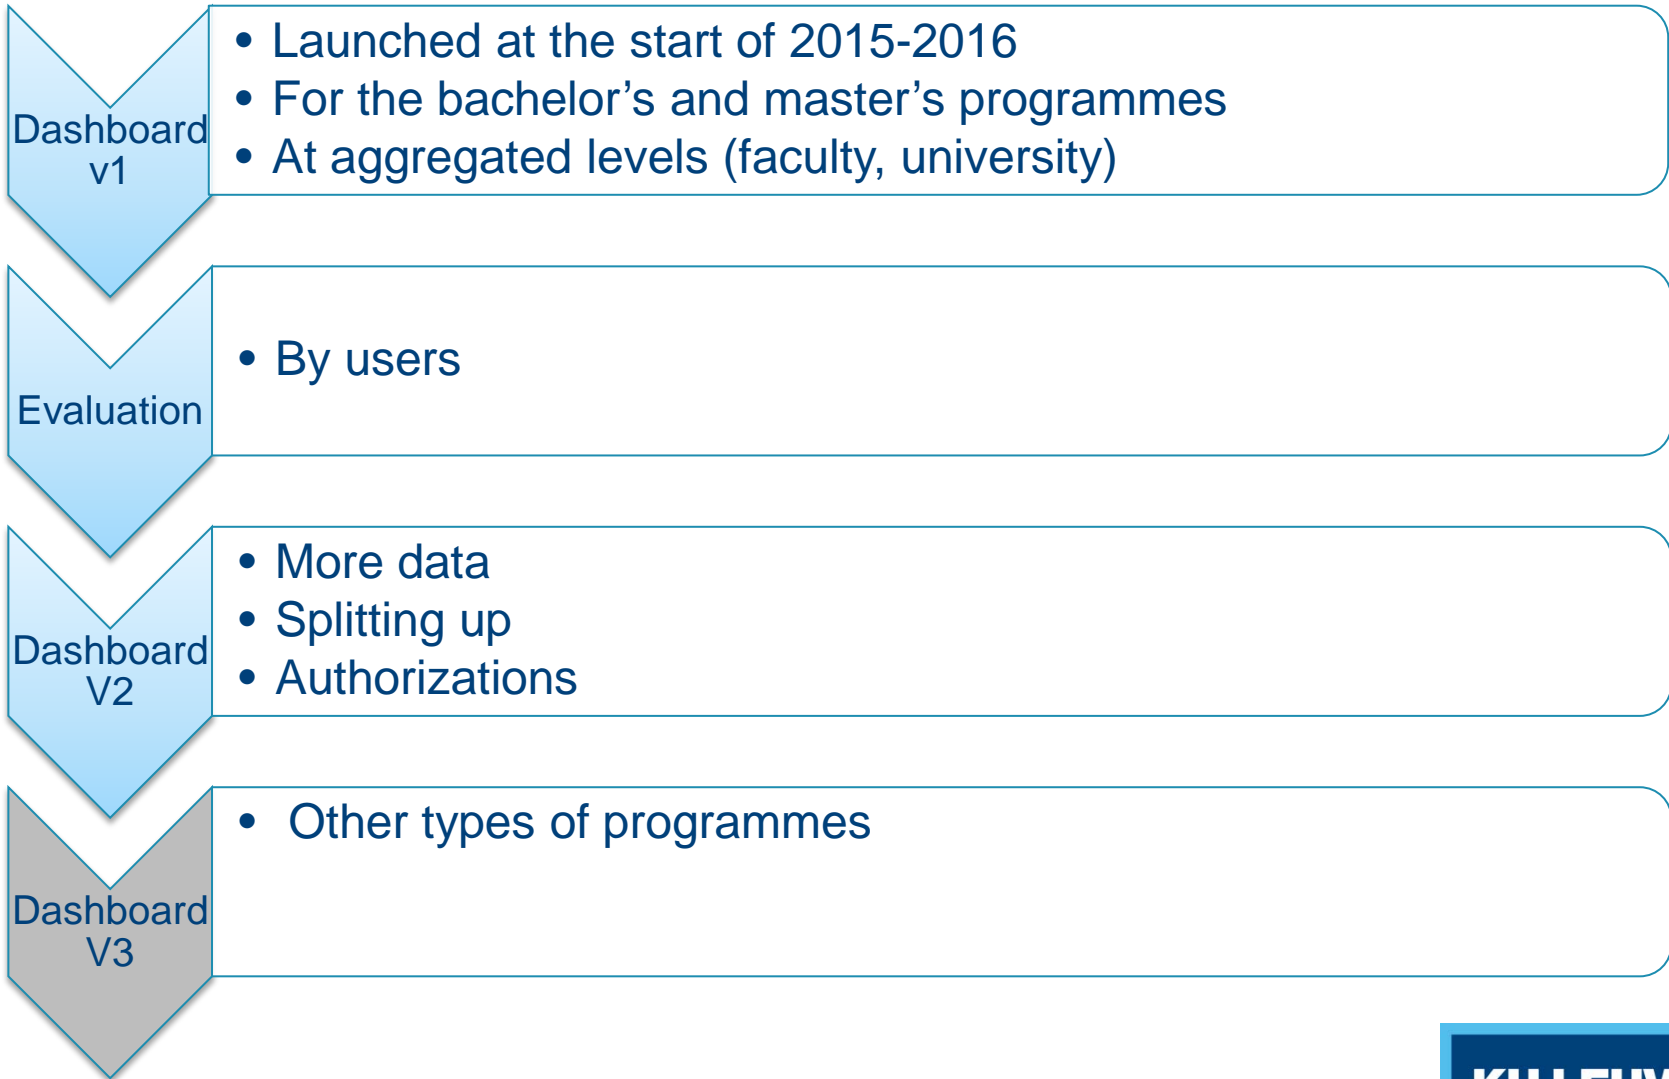 Dashboard
v1
• Launched at the start of 2015-2016
• For the bachelor’s and master’s programmes
• At aggregated levels (faculty, university)
Evaluation
• By users
Dashboard
V2
• More data
• Splitting up
• Authorizations
Dashboard
V3
• Other types of programmes